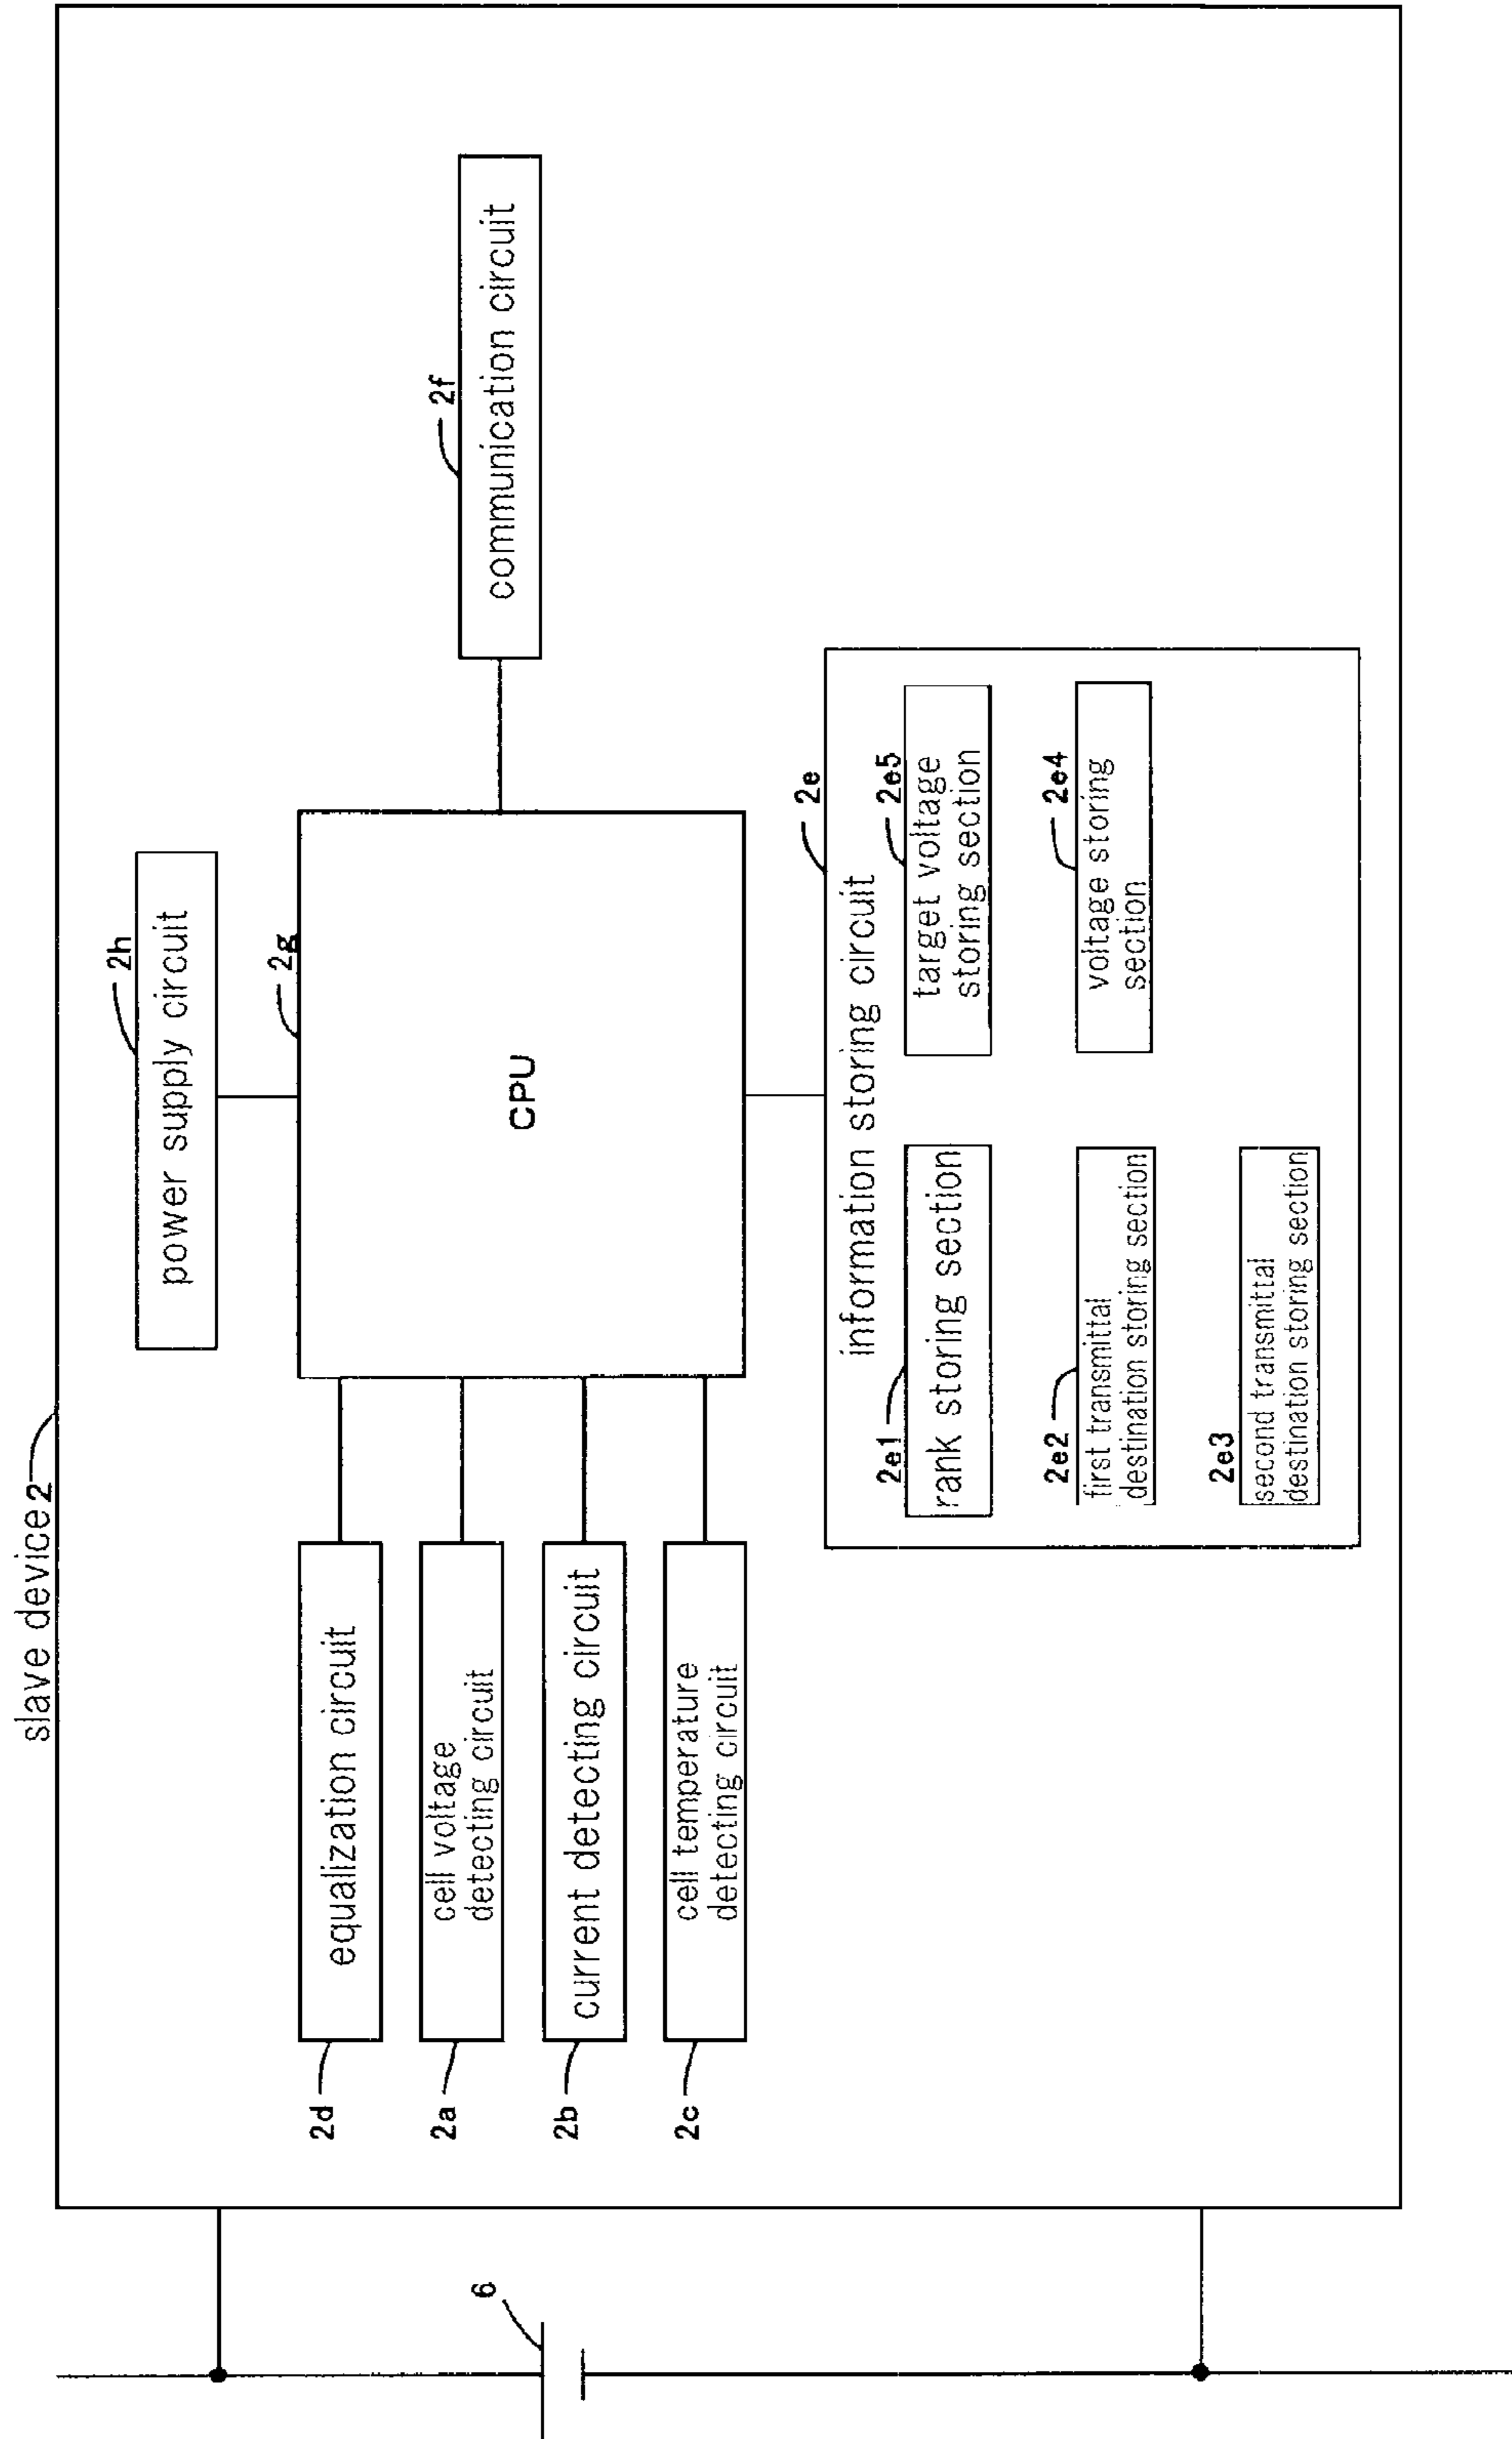 slave device 2
2h
power supply circuit
2g
CPU
2d
equalization circuit
2a
cell voltage
detecting circuit
2b
current detecting circuit
2c
cell temperature
detecting circuit
2f
communication circuit
2e
information storing circuit
2e1
rank storing section
2e5
target voltage
storing section
2e2
first transmittal
destination storing section
2e4
voltage storing
section
2e3
second transmittal
destination storing section
6